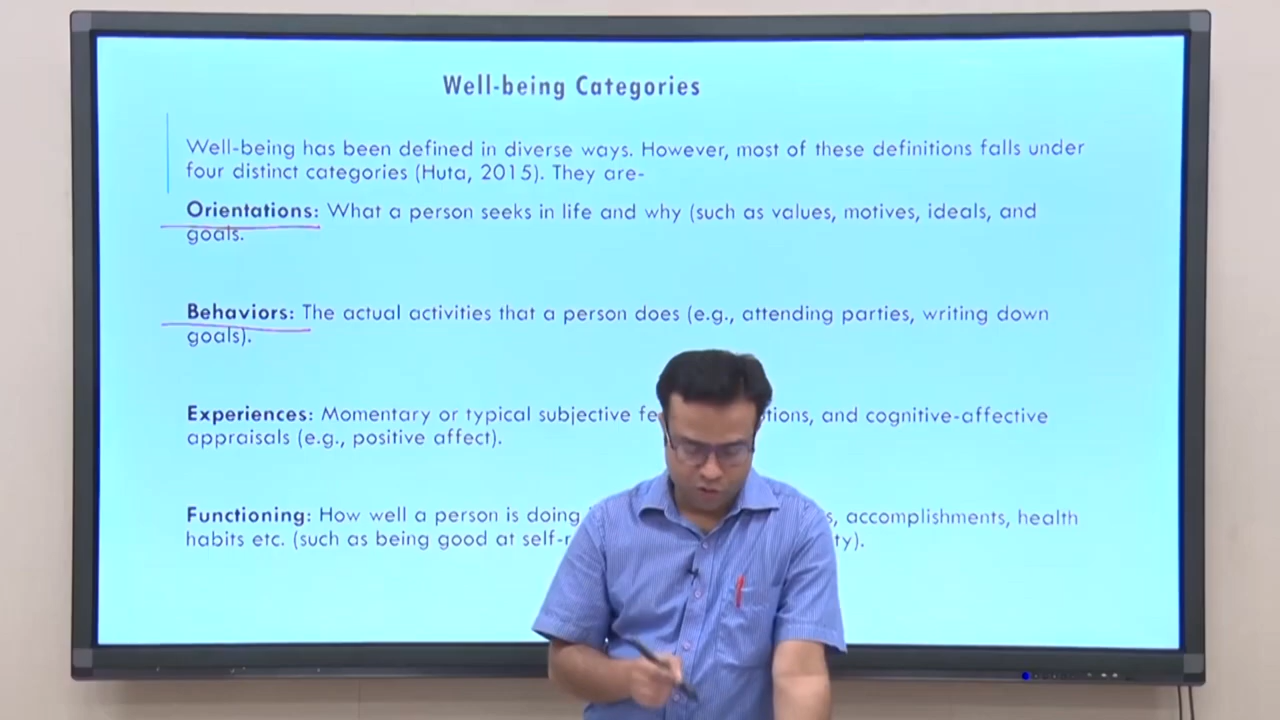 Well-being Categories
Well-being has been defined in diverse ways. However, most of these definitions falls under
four distinct categories (Huta, 2015). They are-
Orientations: What a person seeks in life and why (such as values, motives, ideals, and
goals.
Behaviors: The actual activities that a person does (e.g., attending parties, writing down
goals).
Experiences: Momentary or typical subjective and cognitive-affective
appraisals (e.g., positive affect).
Functioning: How well a person is doing accomplishments, health
habits etc. (such as being good at